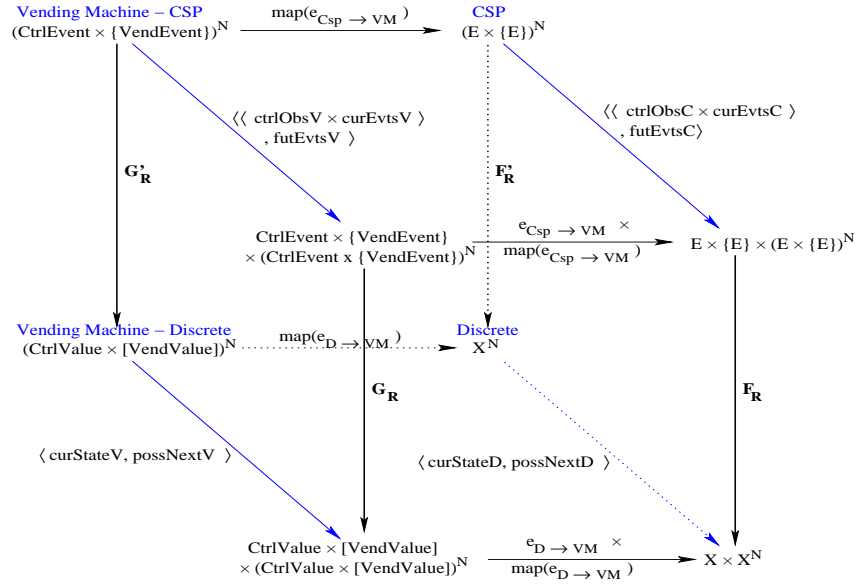 Vending Machine – CSP
(CtrlEvent × {VendEvent})^N
map(e_Csp → VM)
CSP
(E × {E})^N
⟨⟨ ctrlObsV × curEvtsV ⟩
, futEvtsV ⟩
⟨⟨ ctrlObsC × curEvtsC ⟩
, futEvtsC⟩
G'_R
F'_R
CtrlEvent × {VendEvent}
× (CtrlEvent x {VendEvent})^N
e_Csp → VM ×
map(e_Csp → VM)
E × {E} × (E × {E})^N
Vending Machine – Discrete
(CtrlValue × [VendValue])^N
map(e_D → VM)
Discrete
X^N
G_R
F_R
⟨ curStateV, possNextV ⟩
⟨ curStateD, possNextD ⟩
CtrlValue × [VendValue]
× (CtrlValue × [VendValue])^N
e_D → VM ×
map(e_D → VM)
X × X^N